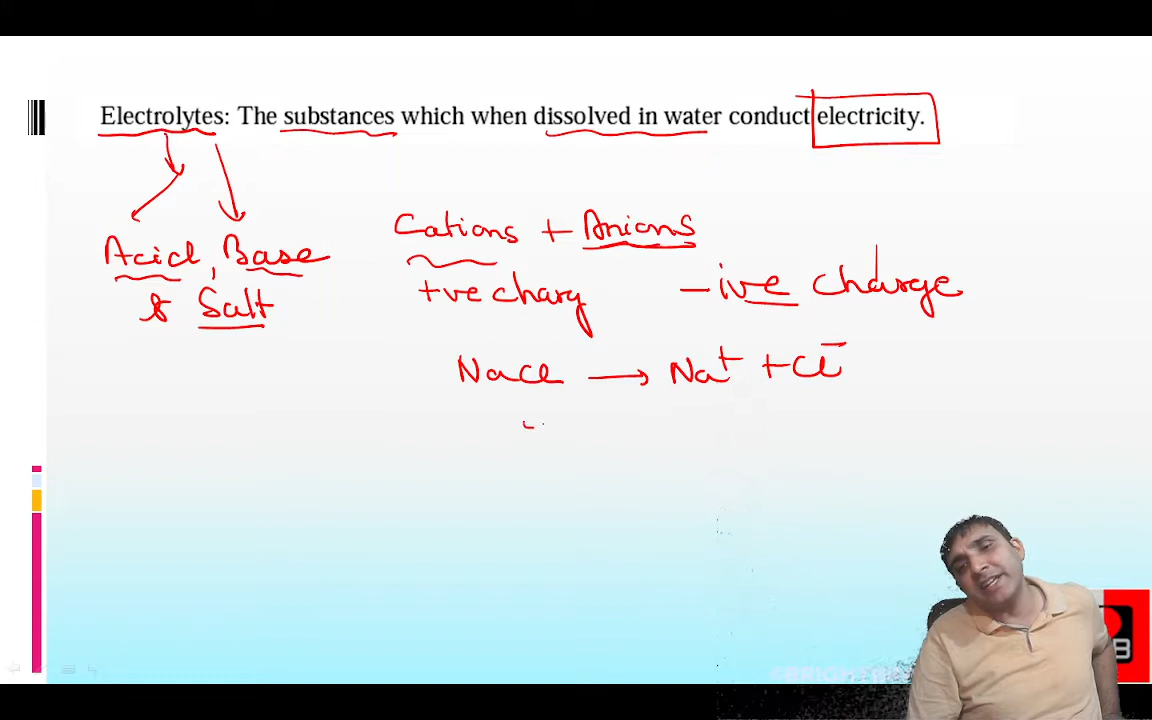 Electrolytes: The substances which when dissolved in water conduct electricity.
Cations + Anions
Acid, Base
+ve charg
-ive charge
& Salt
NaCl → Na⁺ + Cl⁻